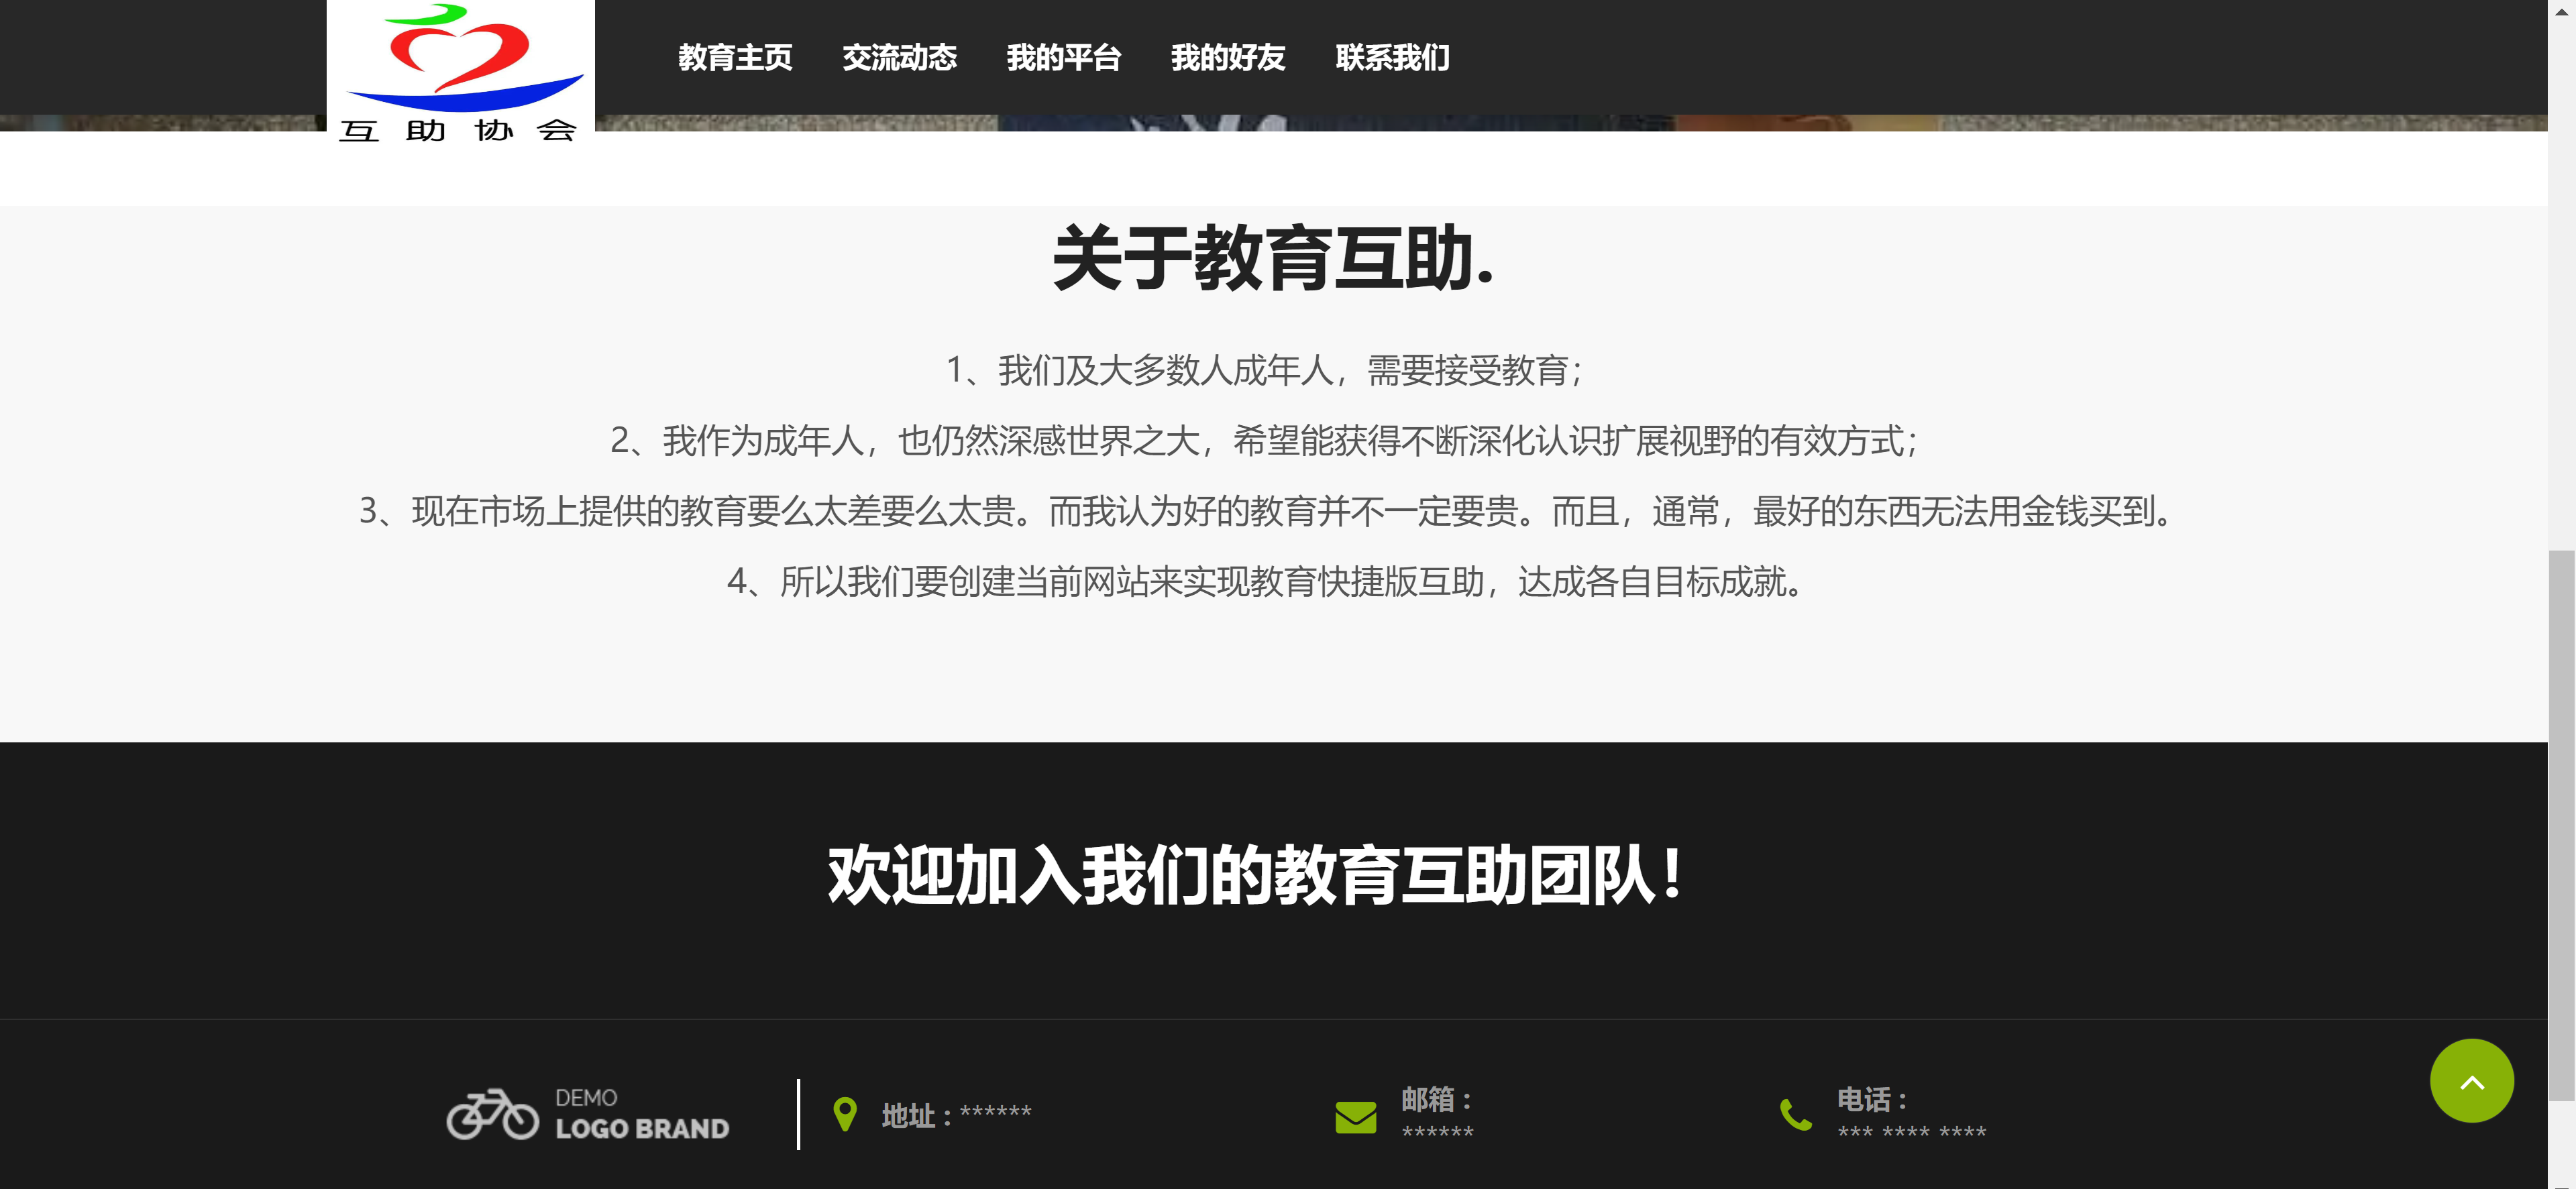 互助协会
教育主页 交流动态 我的平台 我的好友 联系我们
关于教育互助.
1、我们及大多数人成年人，需要接受教育；
2、我作为成年人，也仍然深感世界之大，希望能获得不断深化认识扩展视野的有效方式；
3、现在市场上提供的教育要么太差要么太贵。而我认为好的教育并不一定要贵。而且，通常，最好的东西无法用金钱买到。
4、所以我们要创建当前网站来实现教育快捷版互助，达成各自目标成就。
欢迎加入我们的教育互助团队！
DEMO
LOGO BRAND
地址：******
邮箱：
******
电话：
*** **** ****